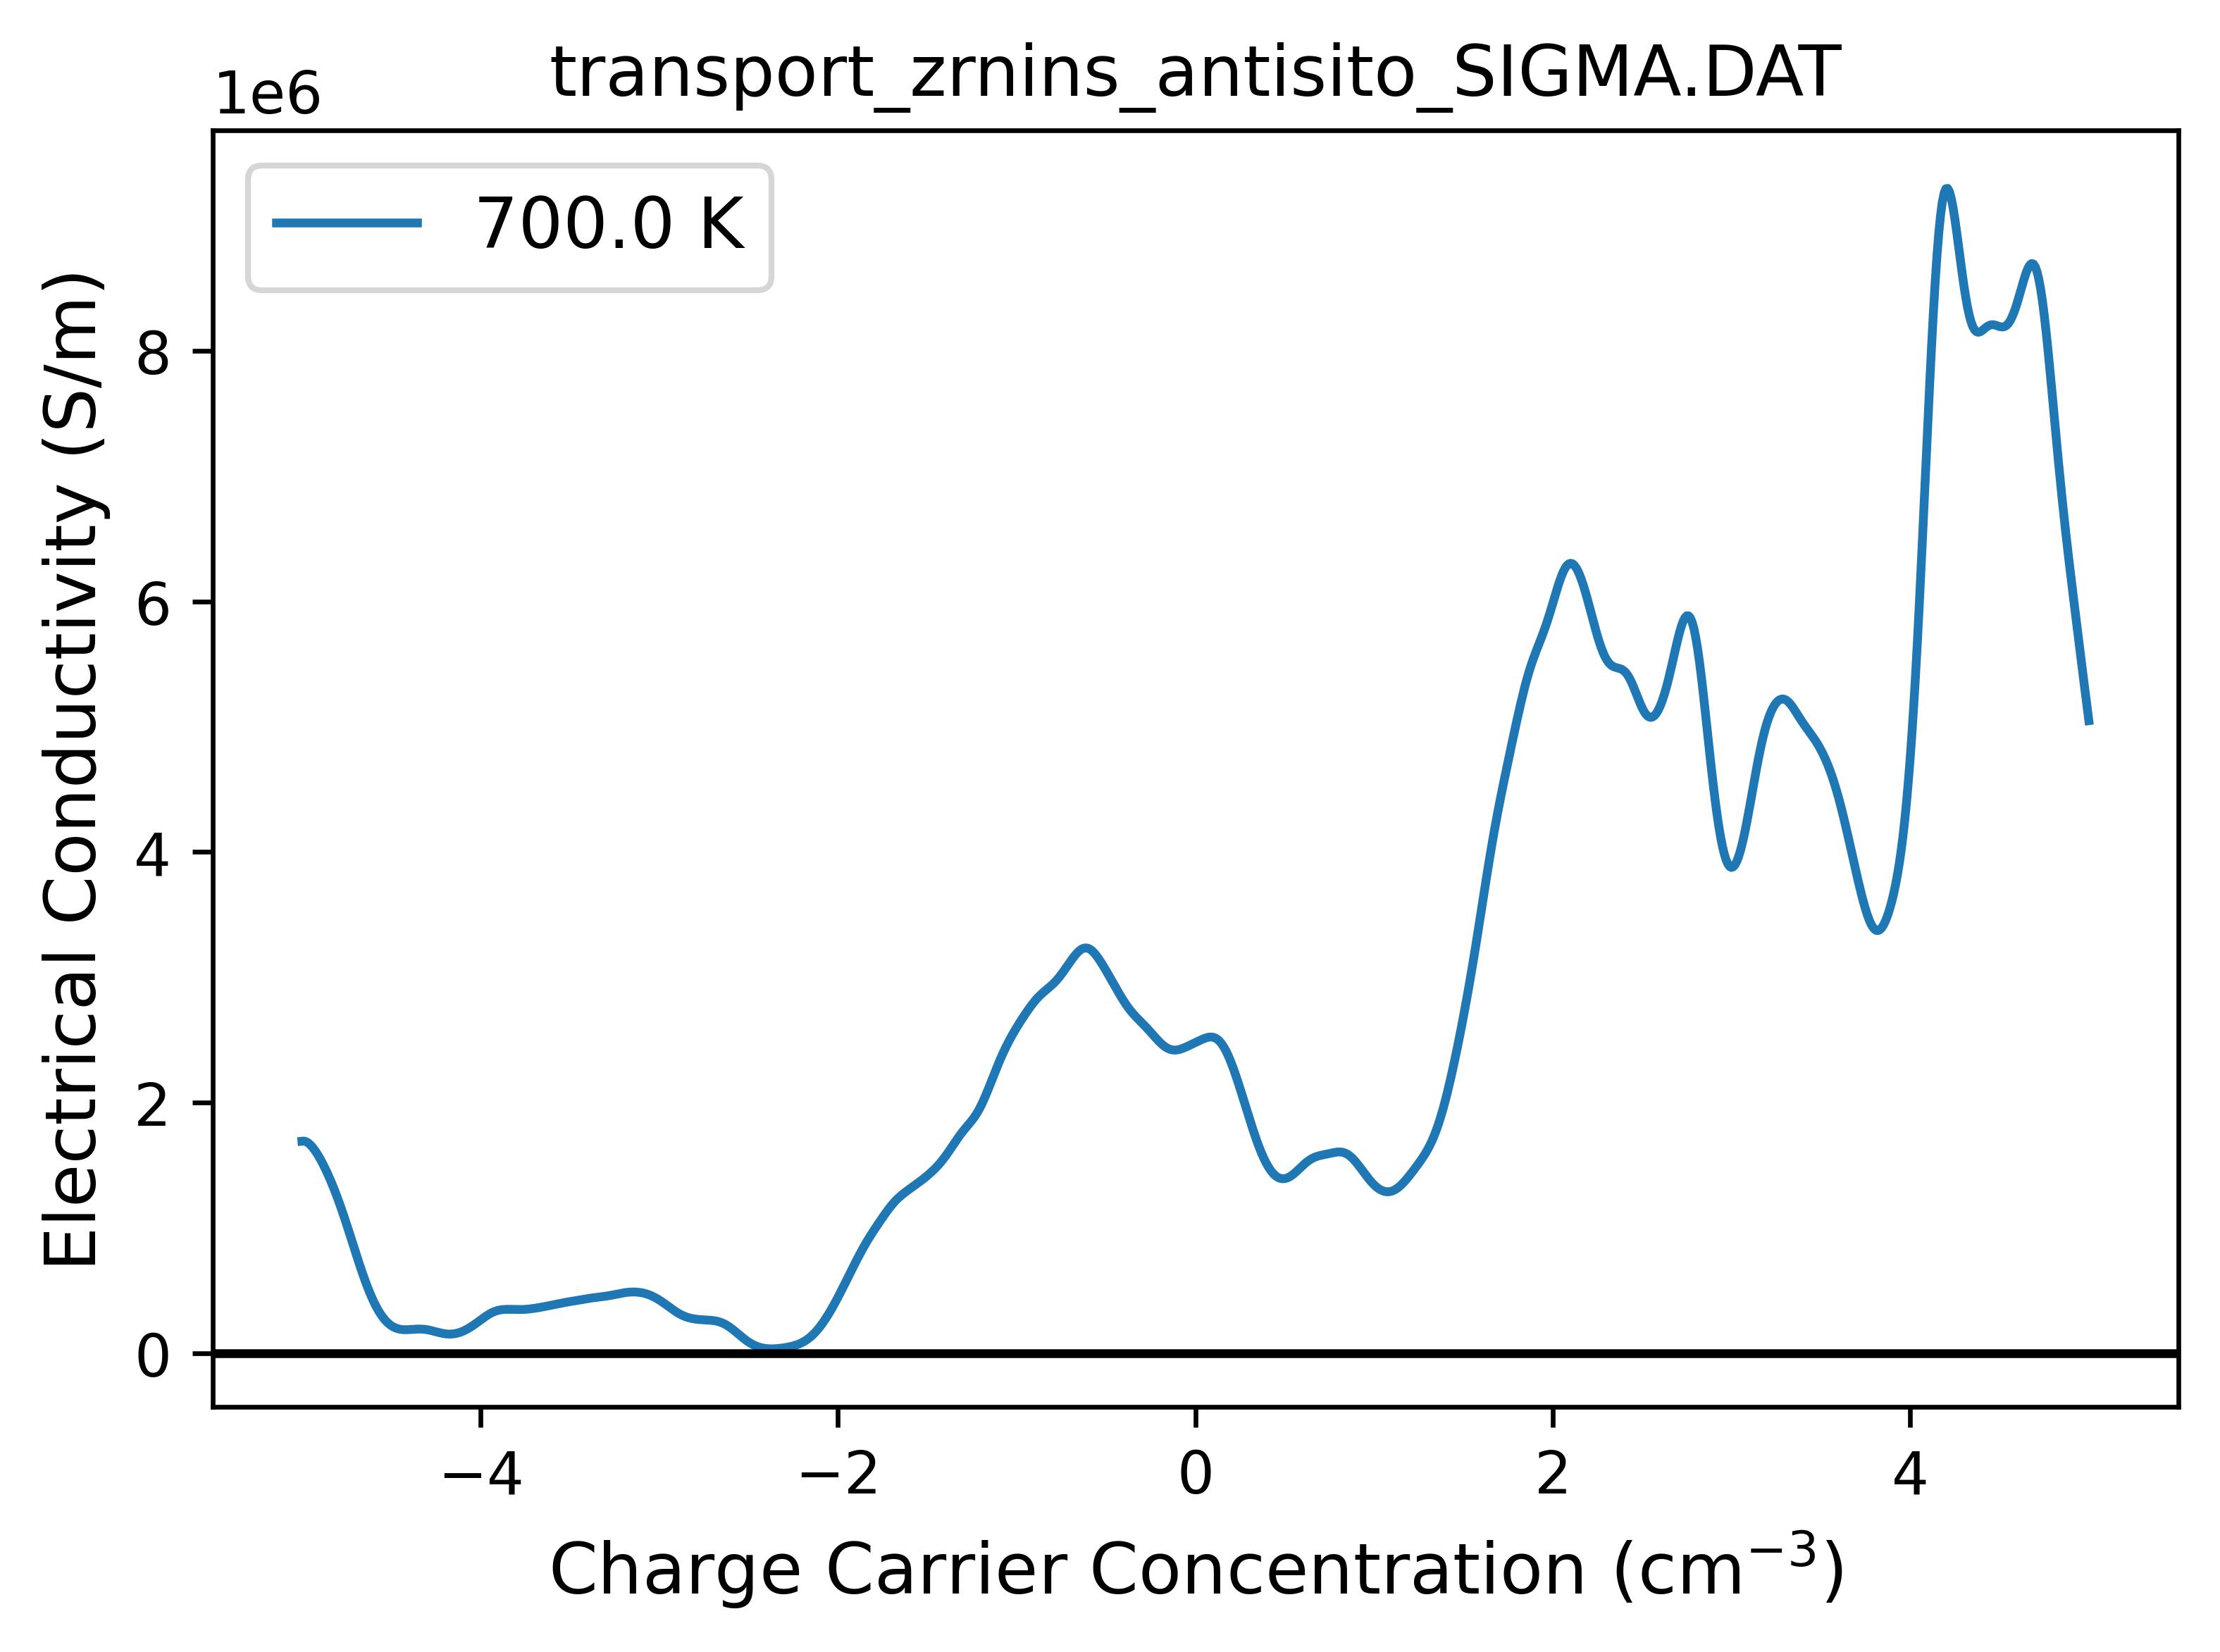 transport_zrnins_antisito_SIGMA.DAT
1e6
700.0 K
Electrical Conductivity (S/m)
8
6
4
2
0
−4 −2 0 2 4
Charge Carrier Concentration (cm⁻³)